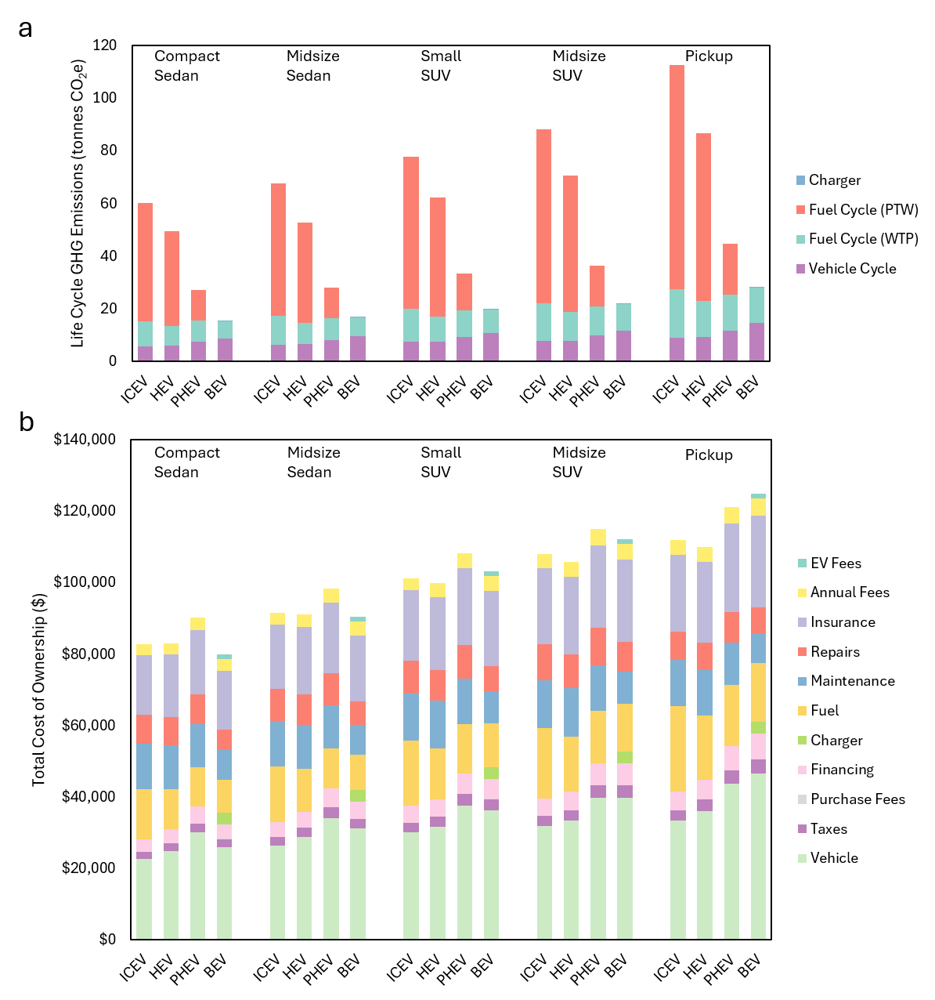 a
120
100
80
60
40
20
0
Life Cycle GHG Emissions (tonnes CO₂e)
Compact
Sedan
Midsize
Sedan
Small
SUV
Midsize
SUV
Pickup
ICEV
HEV
PHEV
BEV
ICEV
HEV
PHEV
BEV
ICEV
HEV
PHEV
BEV
ICEV
HEV
PHEV
BEV
ICEV
HEV
PHEV
BEV
Charger
Fuel Cycle (PTW)
Fuel Cycle (WTP)
Vehicle Cycle
b
$140,000
$120,000
$100,000
$80,000
$60,000
$40,000
$20,000
$0
Total Cost of Ownership ($)
Compact
Sedan
Midsize
Sedan
Small
SUV
Midsize
SUV
Pickup
ICEV
HEV
PHEV
BEV
ICEV
HEV
PHEV
BEV
ICEV
HEV
PHEV
BEV
ICEV
HEV
PHEV
BEV
ICEV
HEV
PHEV
BEV
EV Fees
Annual Fees
Insurance
Repairs
Maintenance
Fuel
Charger
Financing
Purchase Fees
Taxes
Vehicle